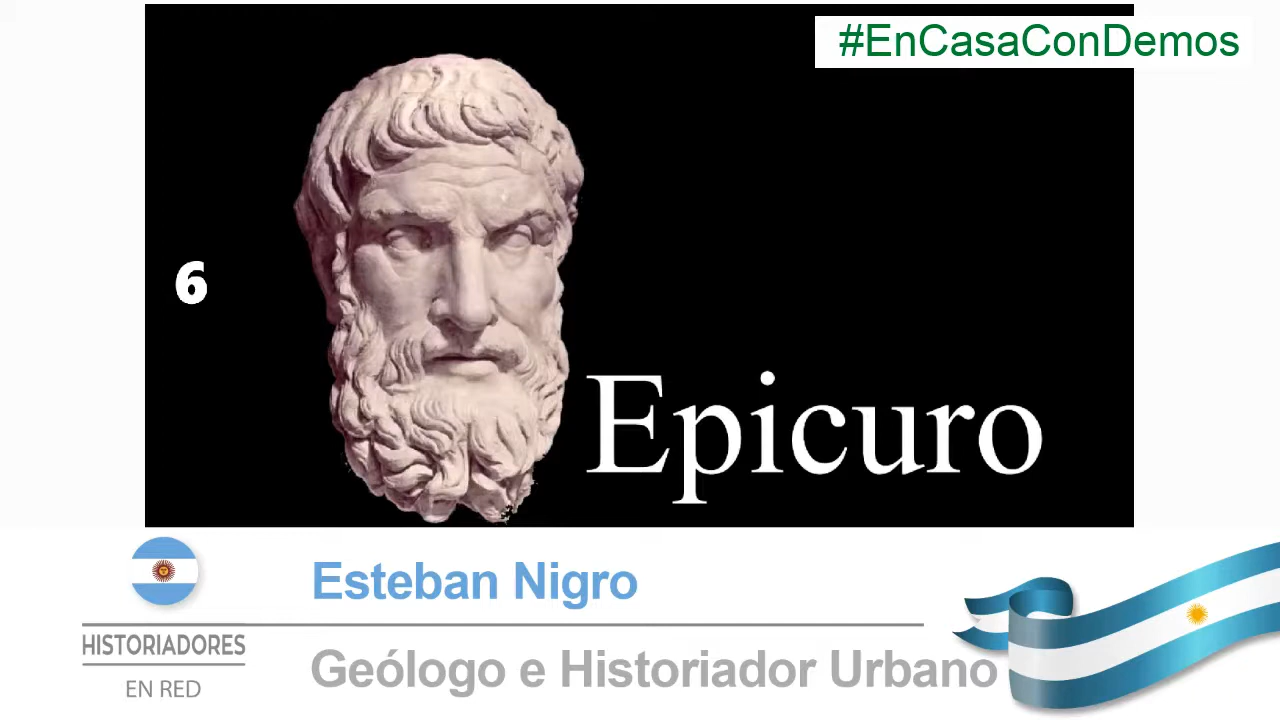 #EnCasaConDemos
6
Epicuro
Esteban Nigro
HISTORIADORES
EN RED
Geólogo e Historiador Urbano